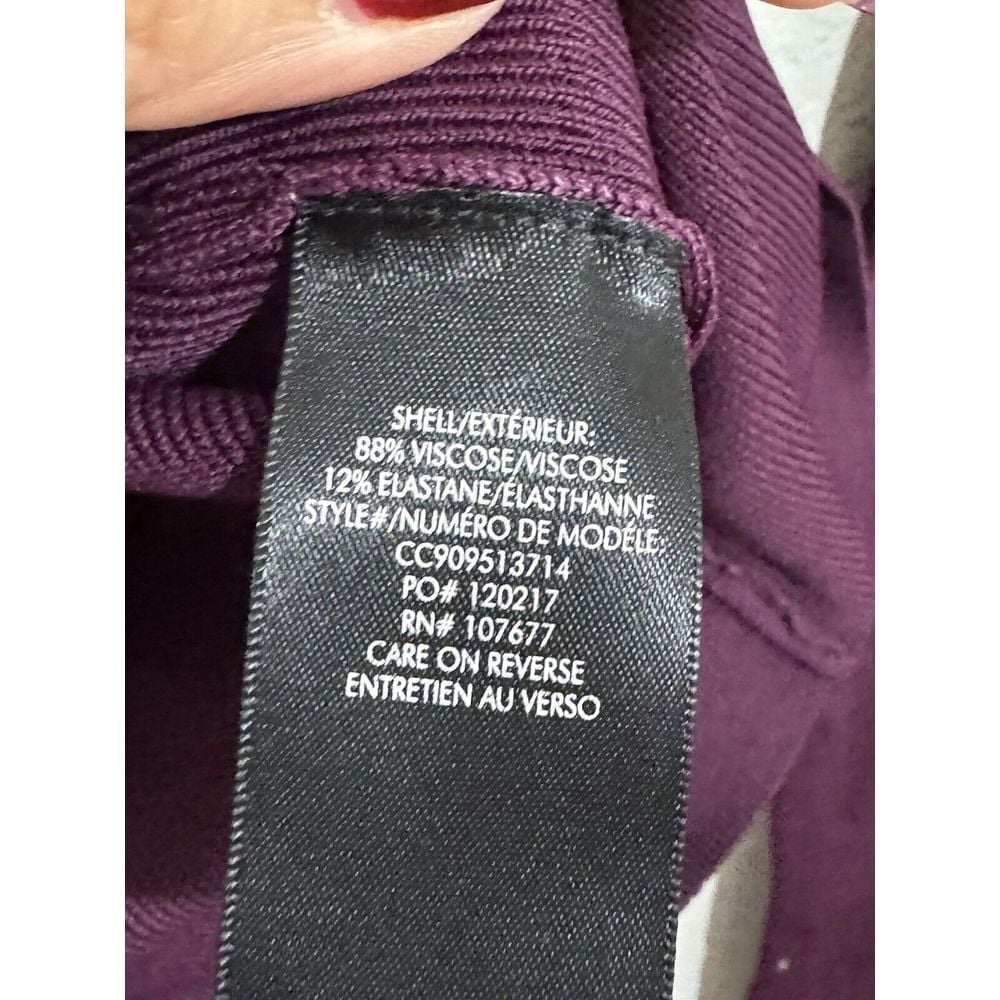 SHELL/EXTÉRIEUR:
88% VISCOSE/VISCOSE
12% ELASTANE/ÉLASTHANNE
STYLE#/NUMÉRO DE MODÉLE:
CC909513714
PO# 120217
RN# 107677
CARE ON REVERSE
ENTRETIEN AU VERSO